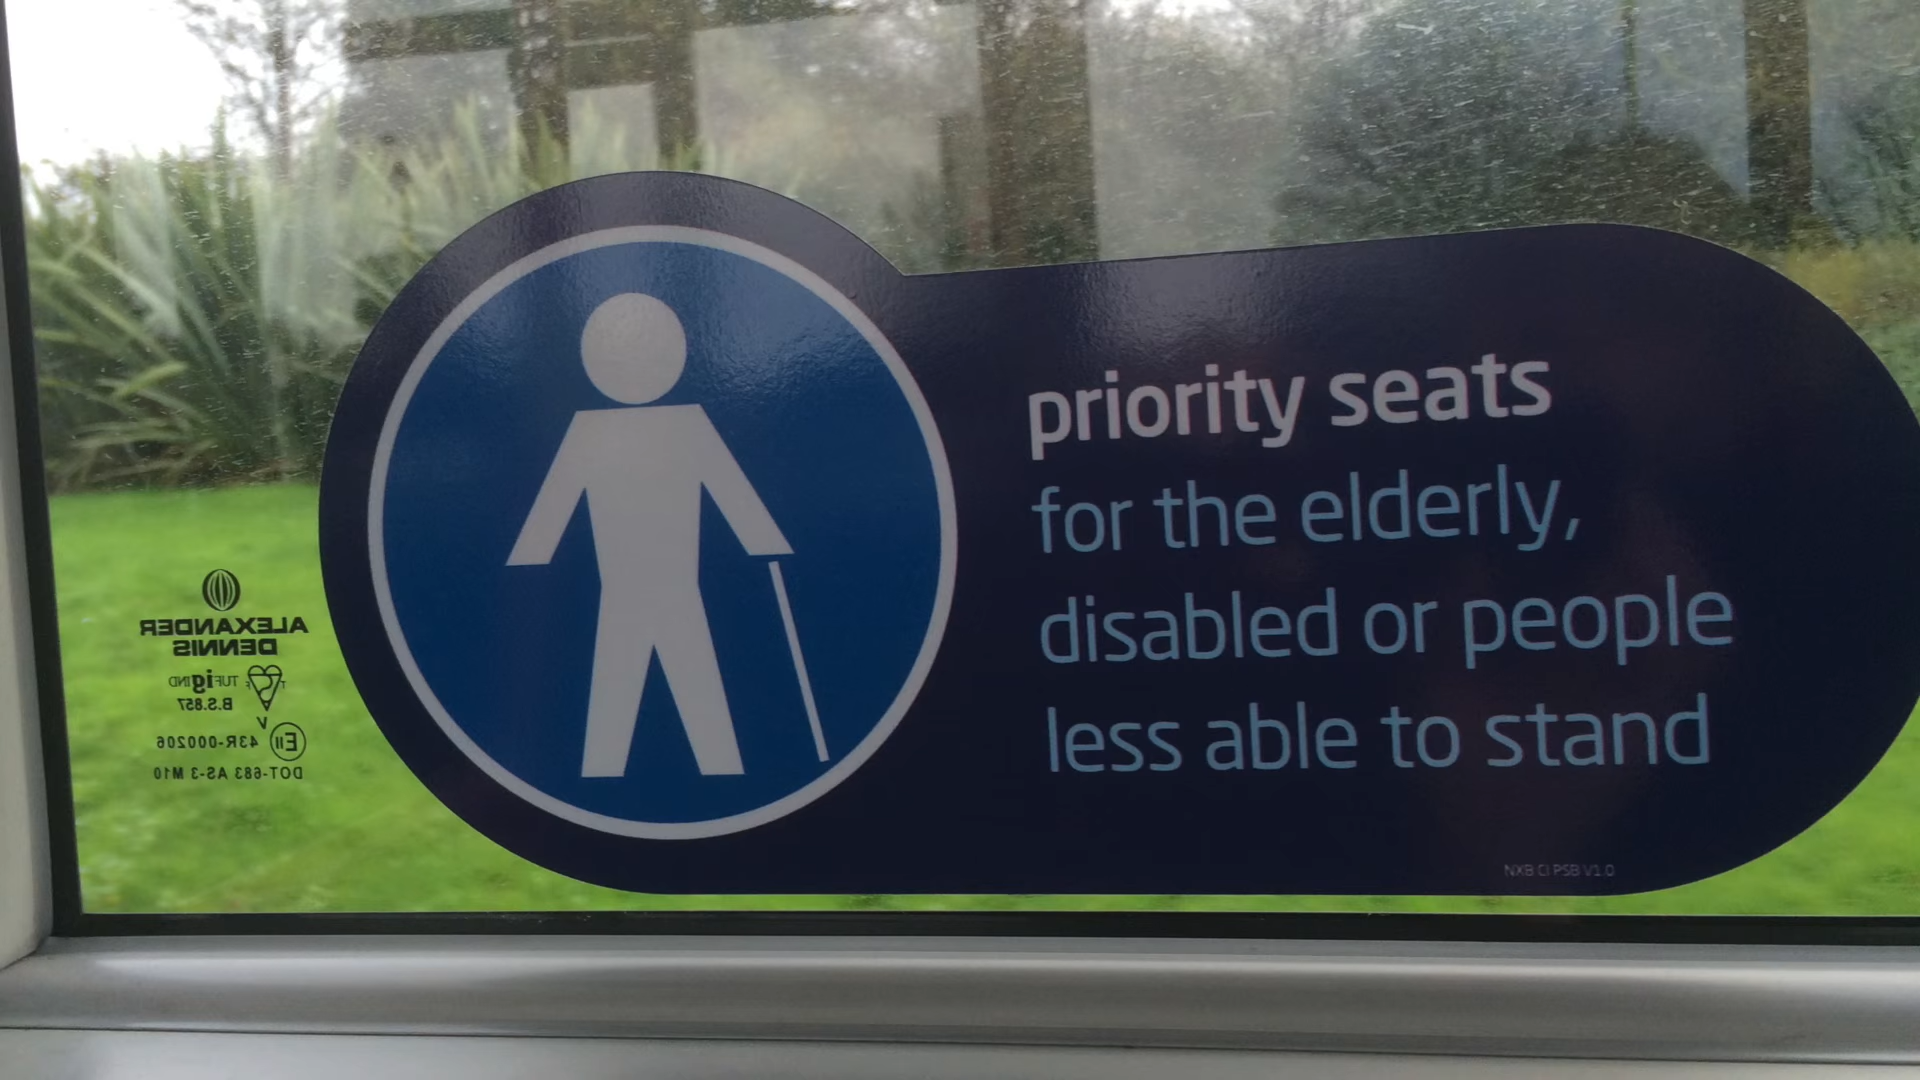 priority seats
for the elderly,
disabled or people
less able to stand
NXB CI PSB V1.0
ALEXANDER
DENNIS
TUFigIND
B.S.857
V
E11 43R-000206
DOT-683 AS-3 M10